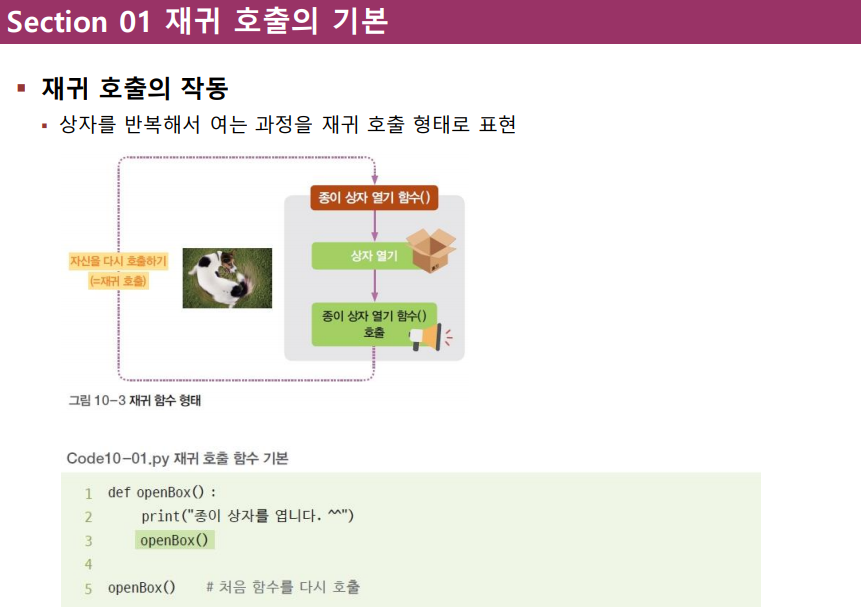 Section 01 재귀 호출의 기본
재귀 호출의 작동
상자를 반복해서 여는 과정을 재귀 호출 형태로 표현
종이 상자 열기 함수()
상자 열기
자신을 다시 호출하기
(=재귀 호출)
종이 상자 열기 함수()
호출
그림 10-3 재귀 함수 형태
Code10-01.py 재귀 호출 함수 기본
1 def openBox() :
2 print("종이 상자를 엽니다. ^^")
3 openBox()
4
5 openBox() # 처음 함수를 다시 호출